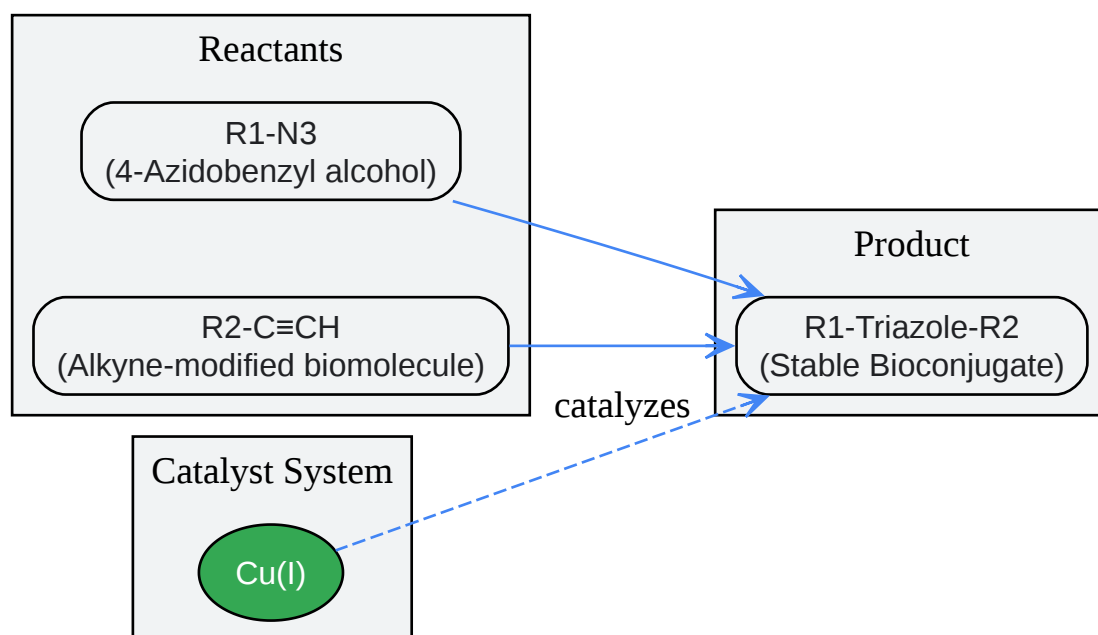 Reactants
R1-N3
(4-Azidobenzyl alcohol)
R2-C≡CH
(Alkyne-modified biomolecule)
Product
R1-Triazole-R2
(Stable Bioconjugate)
catalyzes
Catalyst System
Cu(I)